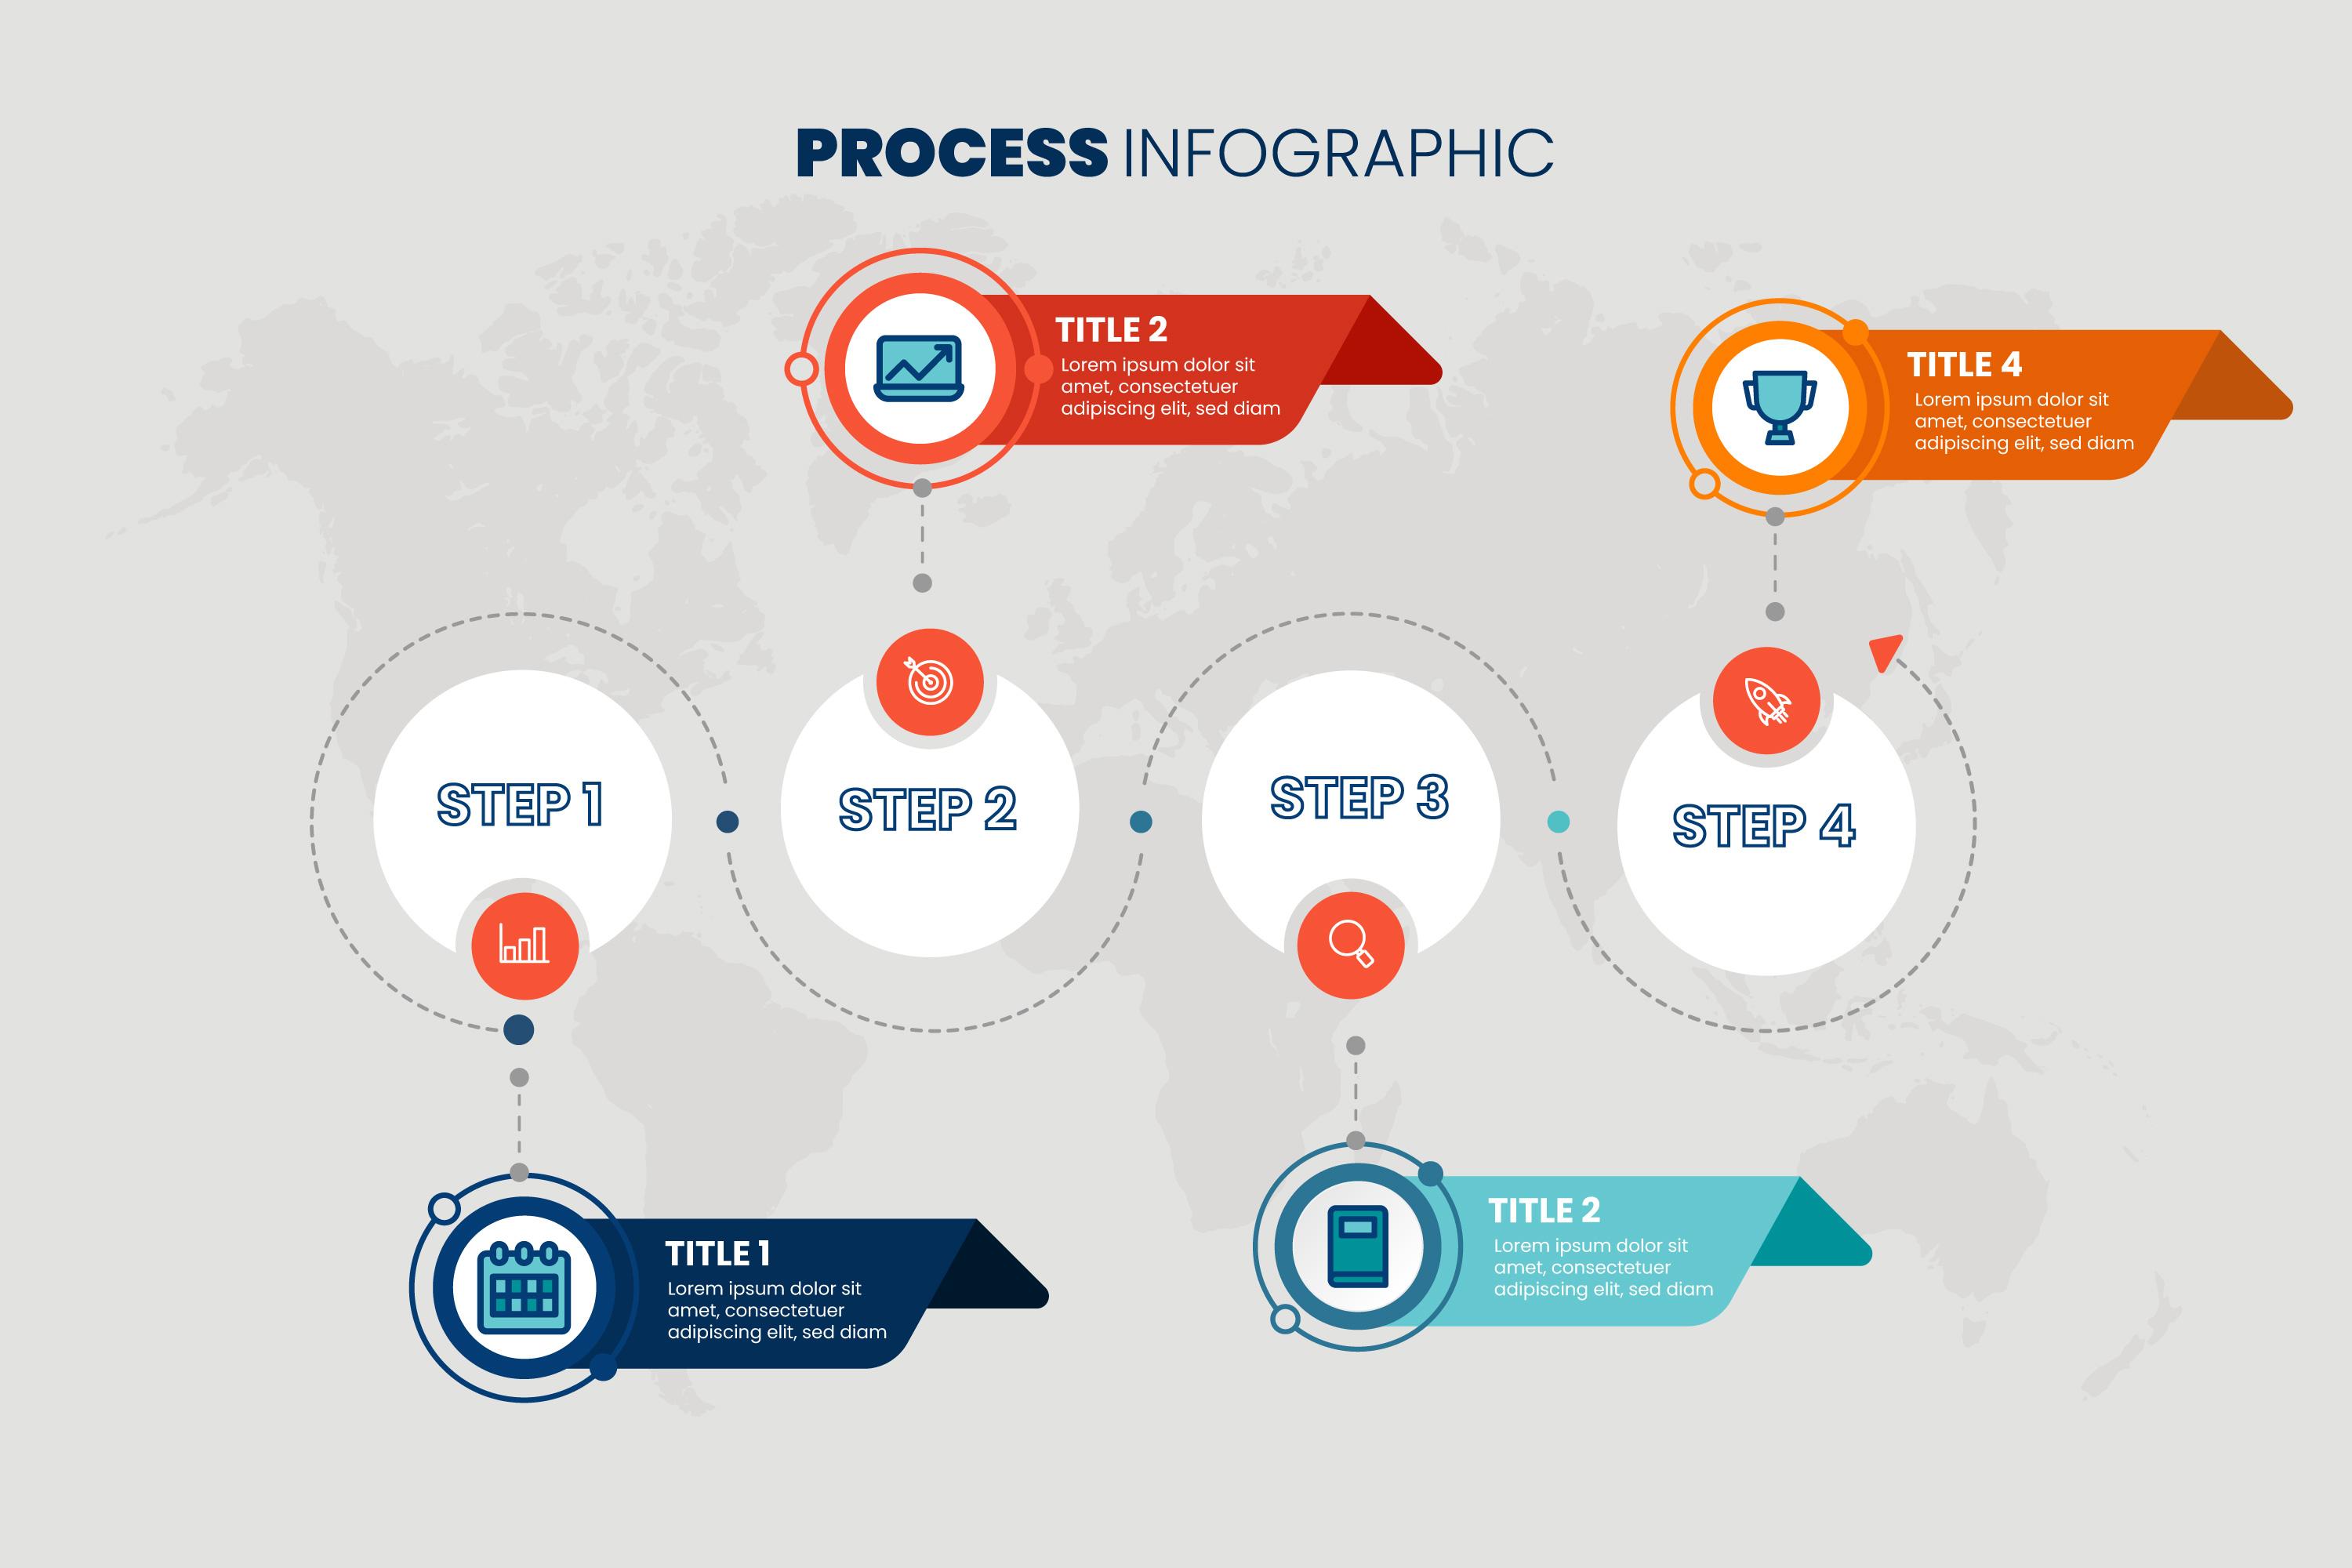 PROCESS INFOGRAPHIC
TITLE 2
Lorem ipsum dolor sit
amet, consectetuer
adipiscing elit, sed diam
TITLE 4
Lorem ipsum dolor sit
amet, consectetuer
adipiscing elit, sed diam
STEP 1
STEP 2
STEP 3
STEP 4
TITLE 1
Lorem ipsum dolor sit
amet, consectetuer
adipiscing elit, sed diam
TITLE 2
Lorem ipsum dolor sit
amet, consectetuer
adipiscing elit, sed diam